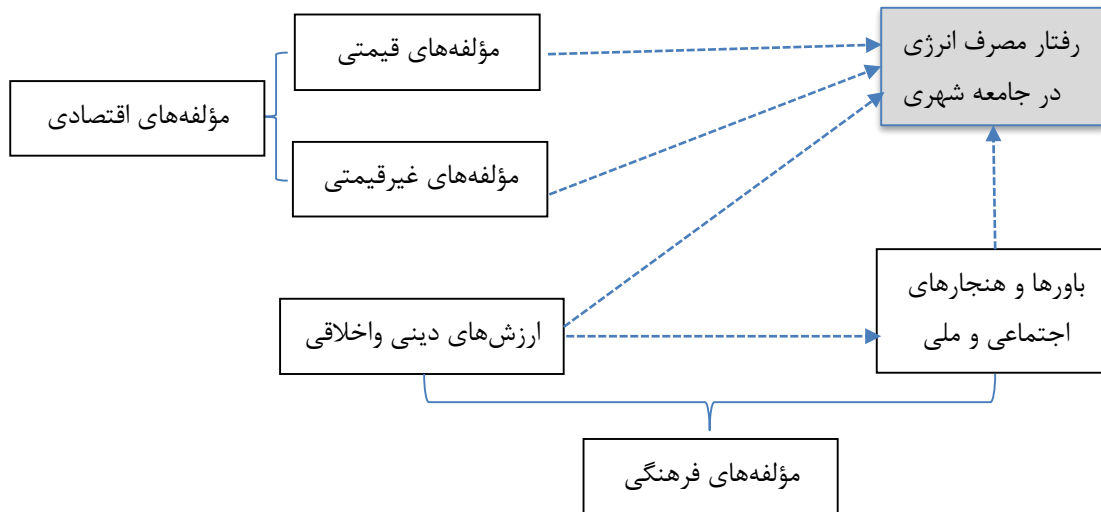 مؤلفه‌های قیمتی
رفتار مصرف انرژی
در جامعه شهری
مؤلفه‌های اقتصادی
مؤلفه‌های غیرقیمتی
باورها و هنجارهای
اجتماعی و ملی
ارزش‌های دینی واخلاقی
مؤلفه‌های فرهنگی